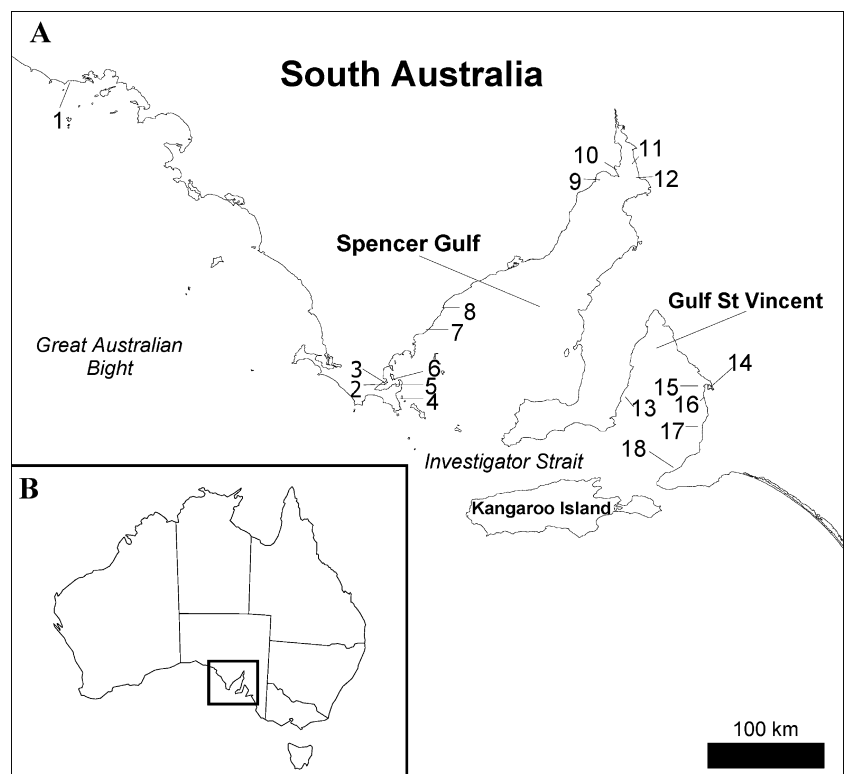 A
South Australia
1
10
11
9
12
Spencer Gulf
Gulf St Vincent
8
7
Great Australian
Bight
3
6
2
5
4
14
15
16
13
17
18
Investigator Strait
Kangaroo Island
B
100 km